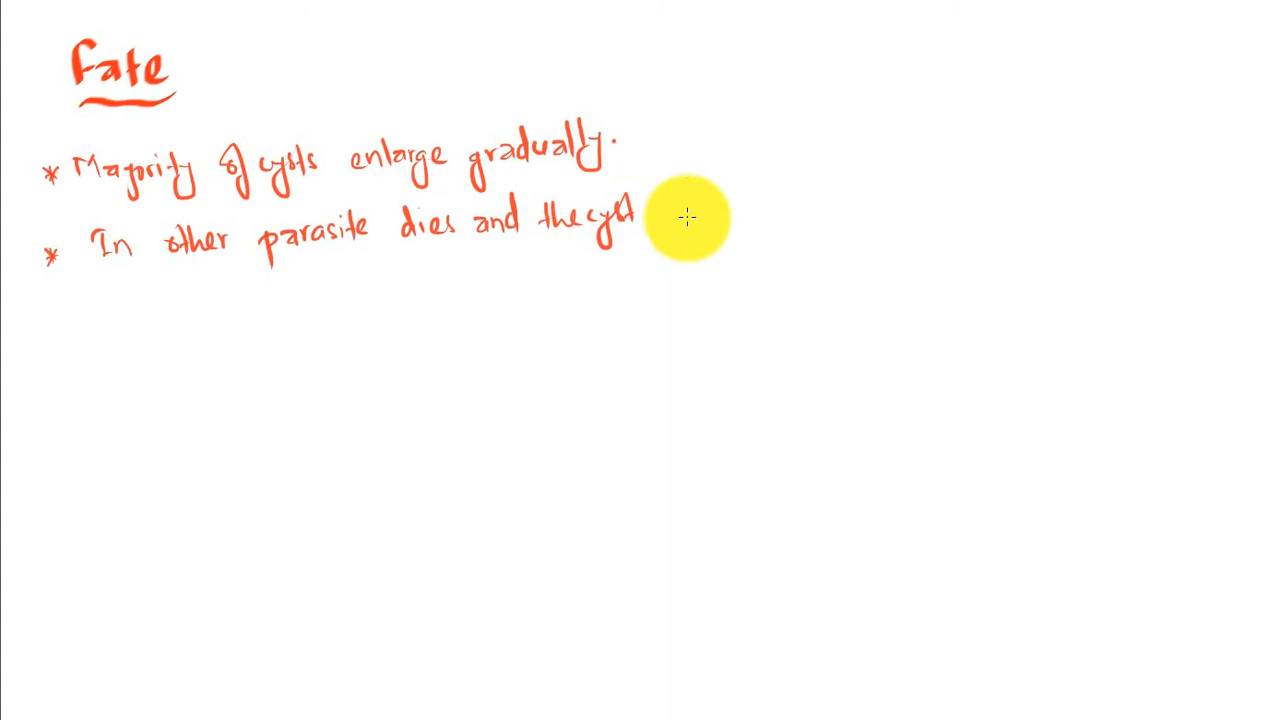 Fate
* Majority of cysts enlarge gradually.
* In other parasite dies and the cyst